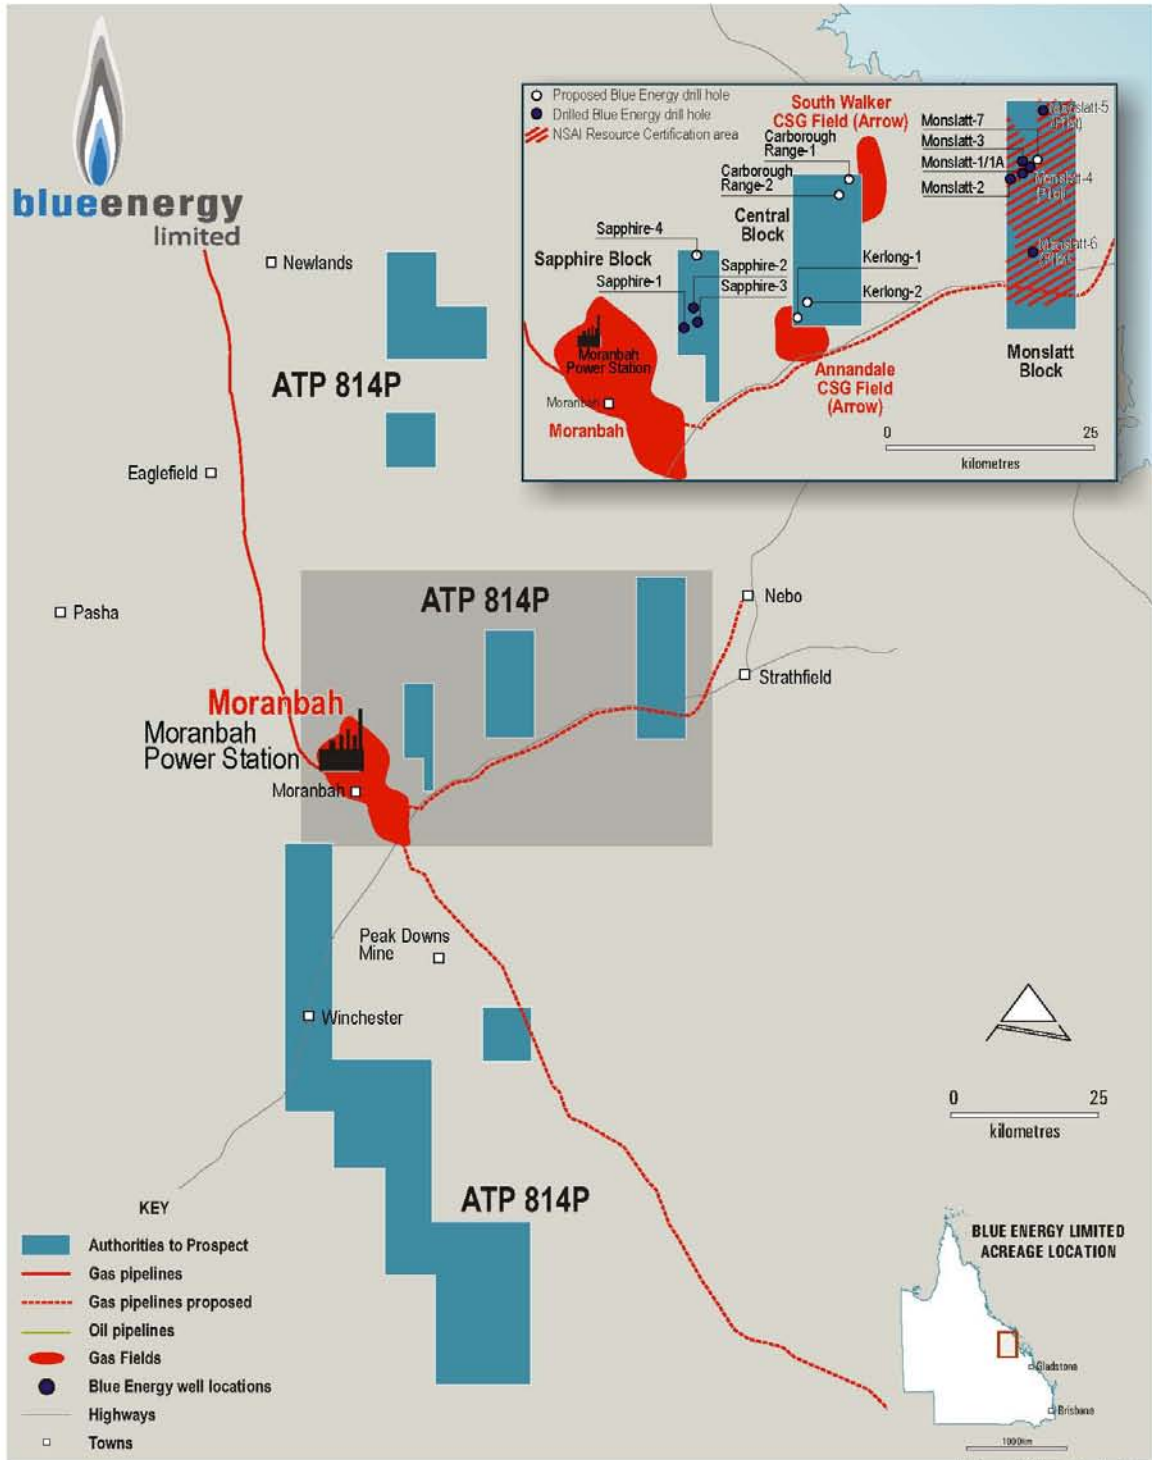 blueenergy
limited
Proposed Blue Energy drill hole
Drilled Blue Energy drill hole
NSAI Resource Certification area
South Walker
CSG Field (Arrow)
Carborough
Range-1
Carborough
Range-2
Central
Block
Monslatt-7
Monslatt-3
Monslatt-1/1A
Monslatt-2
Monslatt-5
(Pilot)
Monslatt-4
(Pilot)
Monslatt-6
(Pilot)
Sapphire-4
Sapphire Block
Sapphire-1
Sapphire-2
Sapphire-3
Kerlong-1
Kerlong-2
Moranbah
Power Station
Moranbah
Moranbah
Annandale
CSG Field
(Arrow)
Monslatt
Block
0 25
kilometres
Newlands
ATP 814P
Eaglefield
Pasha
ATP 814P
Nebo
Strathfield
Moranbah
Moranbah
Power Station
Moranbah
Peak Downs
Mine
Winchester
ATP 814P
0 25
kilometres
KEY
Authorities to Prospect
Gas pipelines
Gas pipelines proposed
Oil pipelines
Gas Fields
Blue Energy well locations
Highways
Towns
BLUE ENERGY LIMITED
ACREAGE LOCATION
Gladstone
Brisbane
1000km